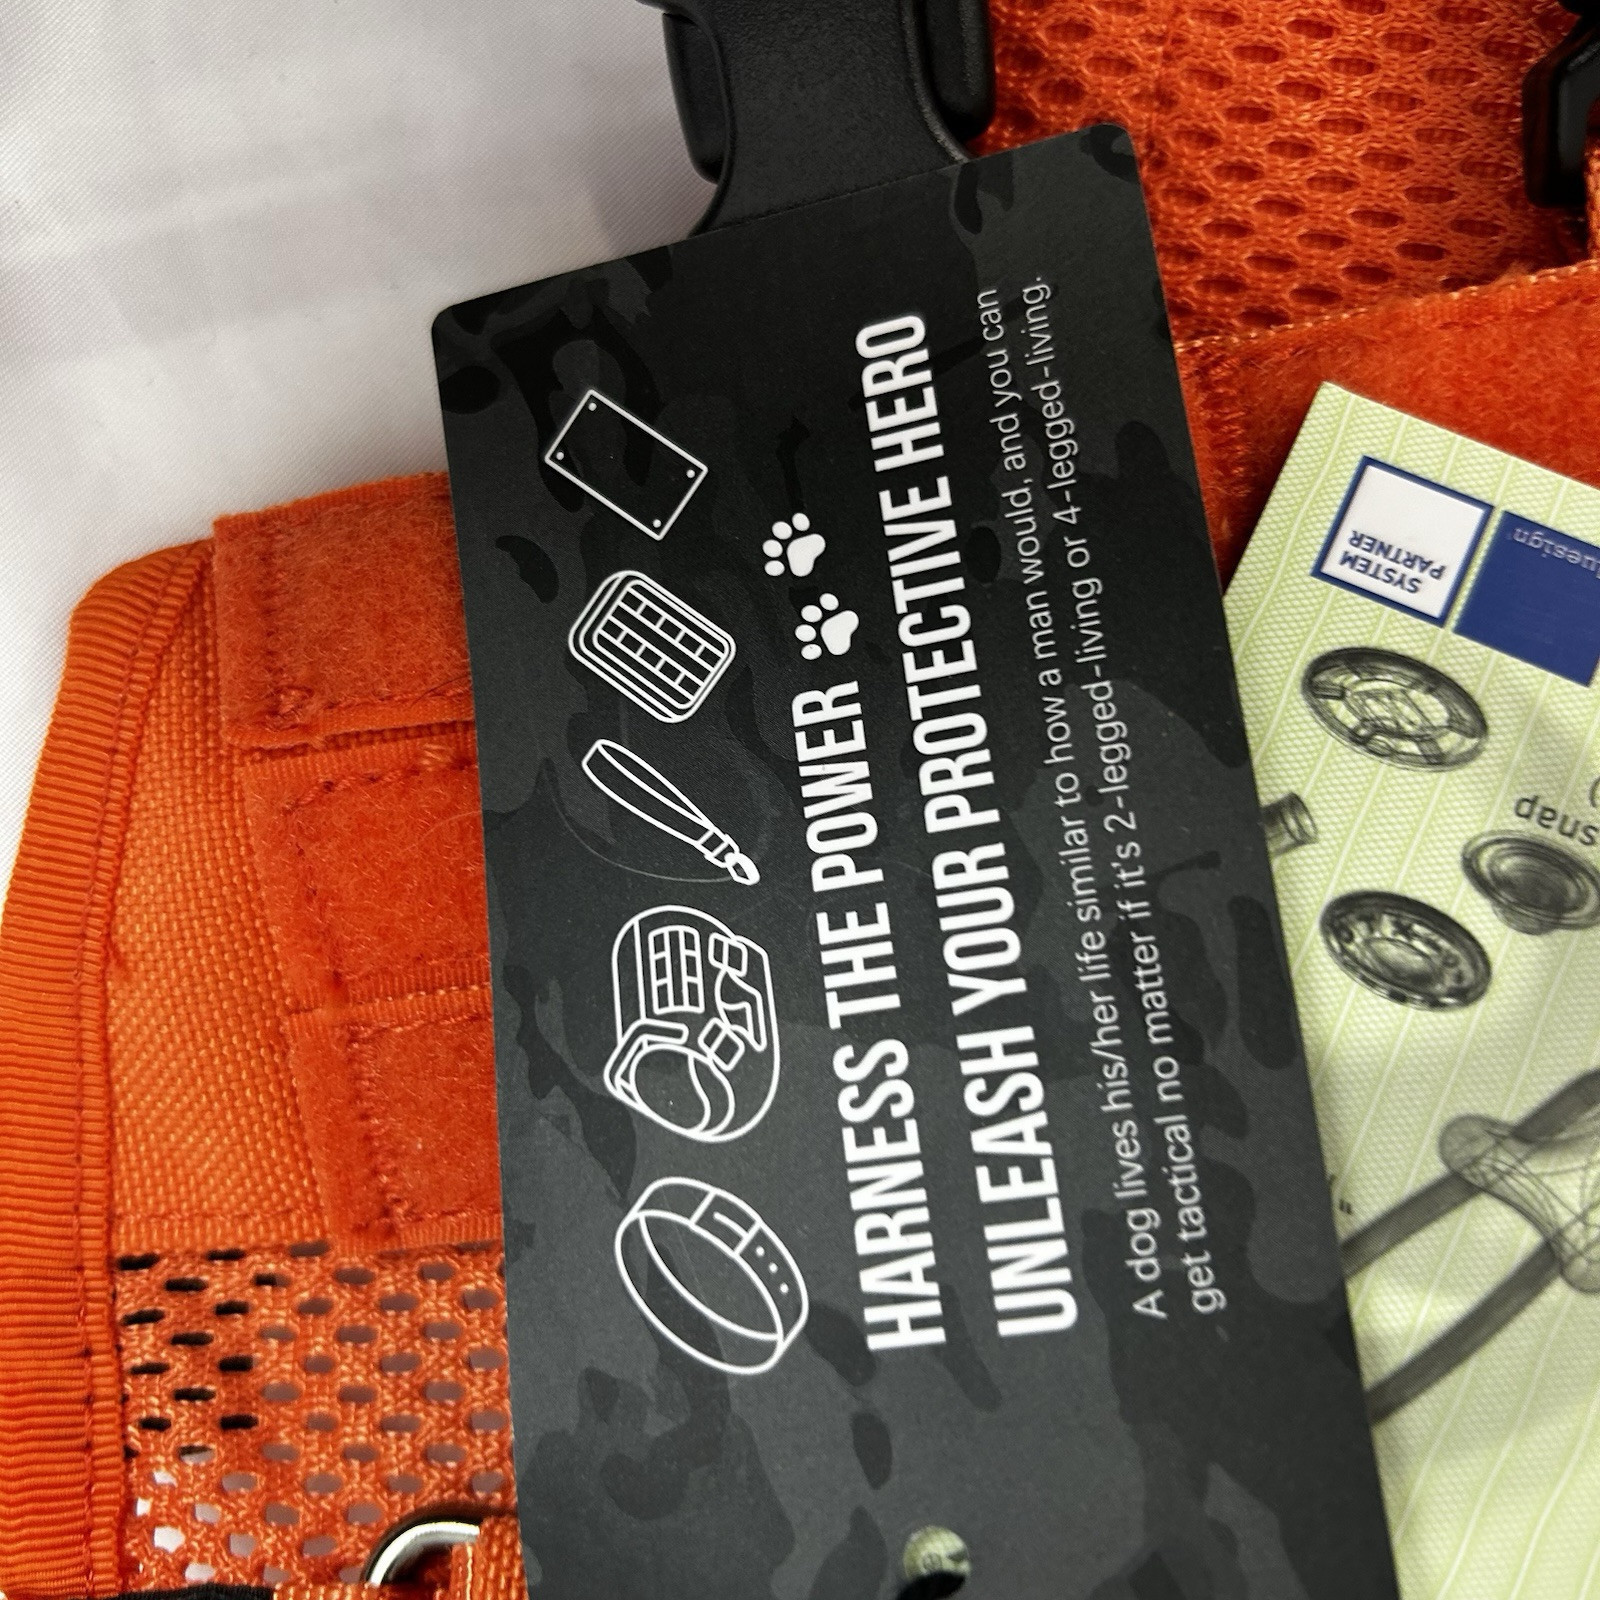 HARNESS THE POWER
UNLEASH YOUR PROTECTIVE HERO
A dog lives his/her life similar to how a man would, and you can
get tactical no matter if it's 2-legged-living or 4-legged-living.
SYSTEM
PARTNER
snap